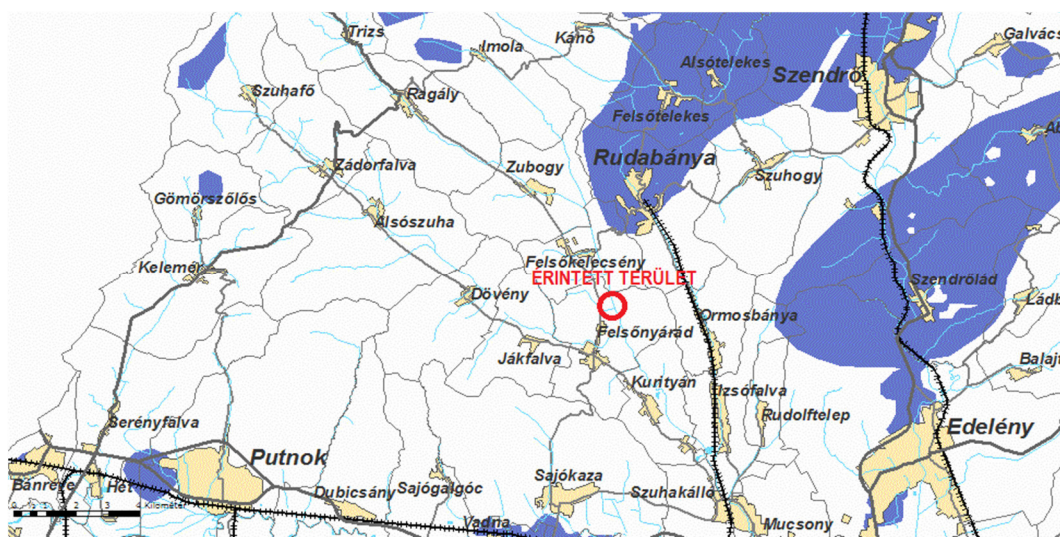 Trizs
Kánó
Galvács
Imola
Alsótelekes
Szendrő
Szuhafő
Ragály
Felsőtelekes
Rudabánya
Zádorfalva
Zubogy
Szuhogy
Gömörszőlős
Alsószuha
Felsőkelecsény
Kelemér
ÉRINTETT TERÜLET
Szendrőlád
Dövény
Ormosbánya
Felsőnyárád
Jákfalva
Balajt
Kurityán
Izsófalva
Rudolftelep
Serényfalva
Edelény
Putnok
Bánréve
Hét
Sajógalgóc
Sajókaza
Dubicsány
Szuhakálló
Vadna
Mucsony
Kilométer